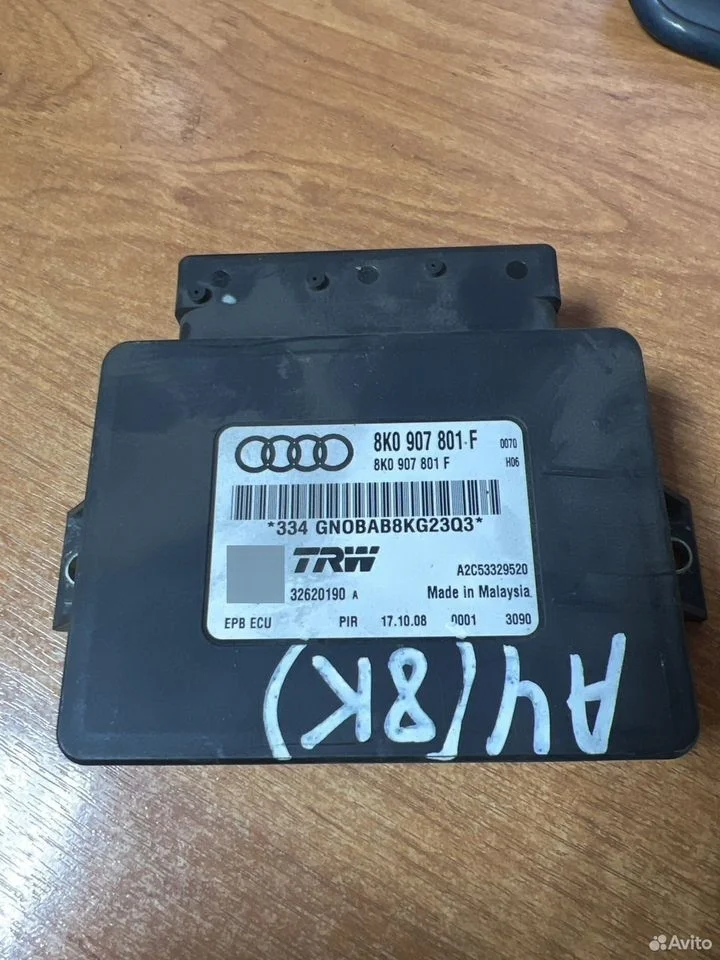 8K0 907 801 F 0070
8K0 907 801 F H06
*334 GN0BAB8KG23Q3*
TRW A2C53329520
32620190 A Made in Malaysia
EPB ECU PIR 17.10.08 0001 3090
A4(8K)
Avito